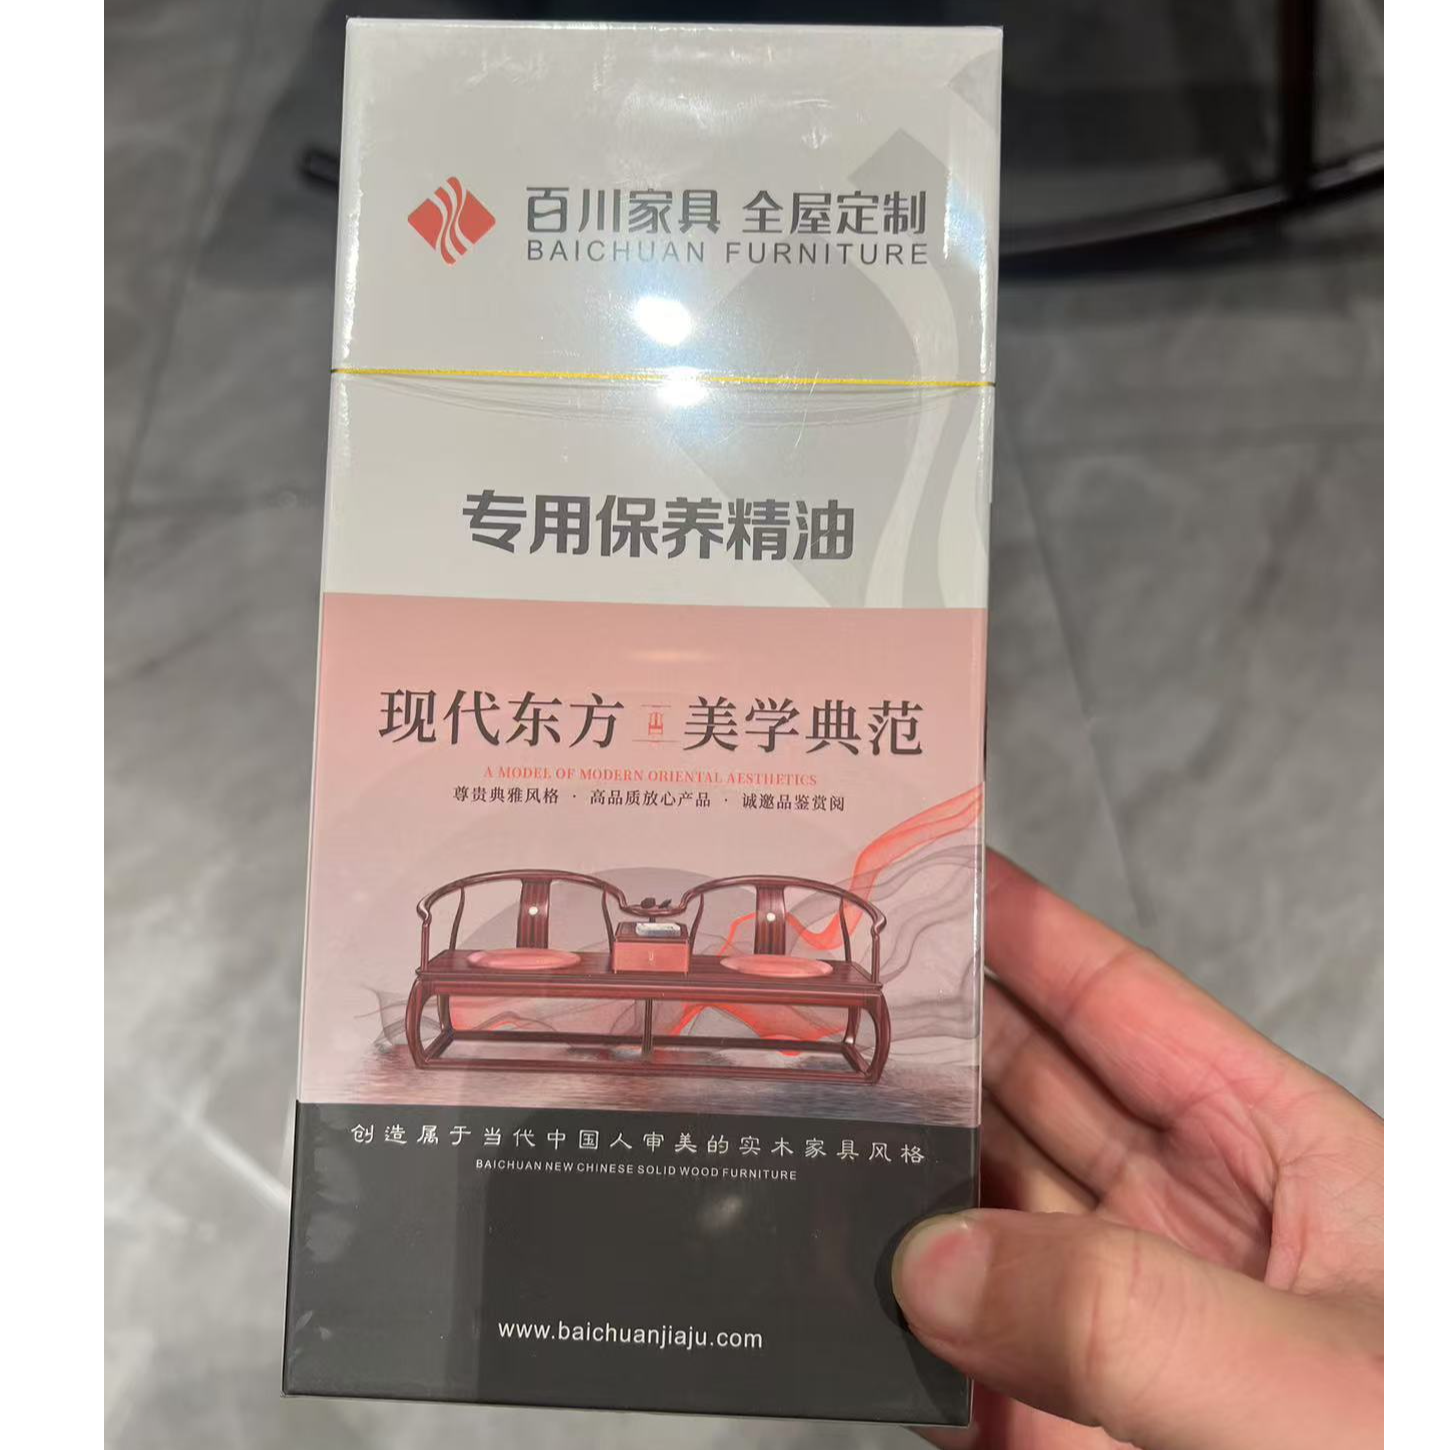 百川家具 全屋定制
BAICHUAN FURNITURE
专用保养精油
现代东方 美学典范
A MODEL OF MODERN ORIENTAL AESTHETICS
尊贵典雅风格 · 高品质放心产品 · 诚邀品鉴赏阅
创造属于当代中国人审美的实木家具风格
BAICHUAN NEW CHINESE SOLID WOOD FURNITURE
www.baichuanjiaju.com